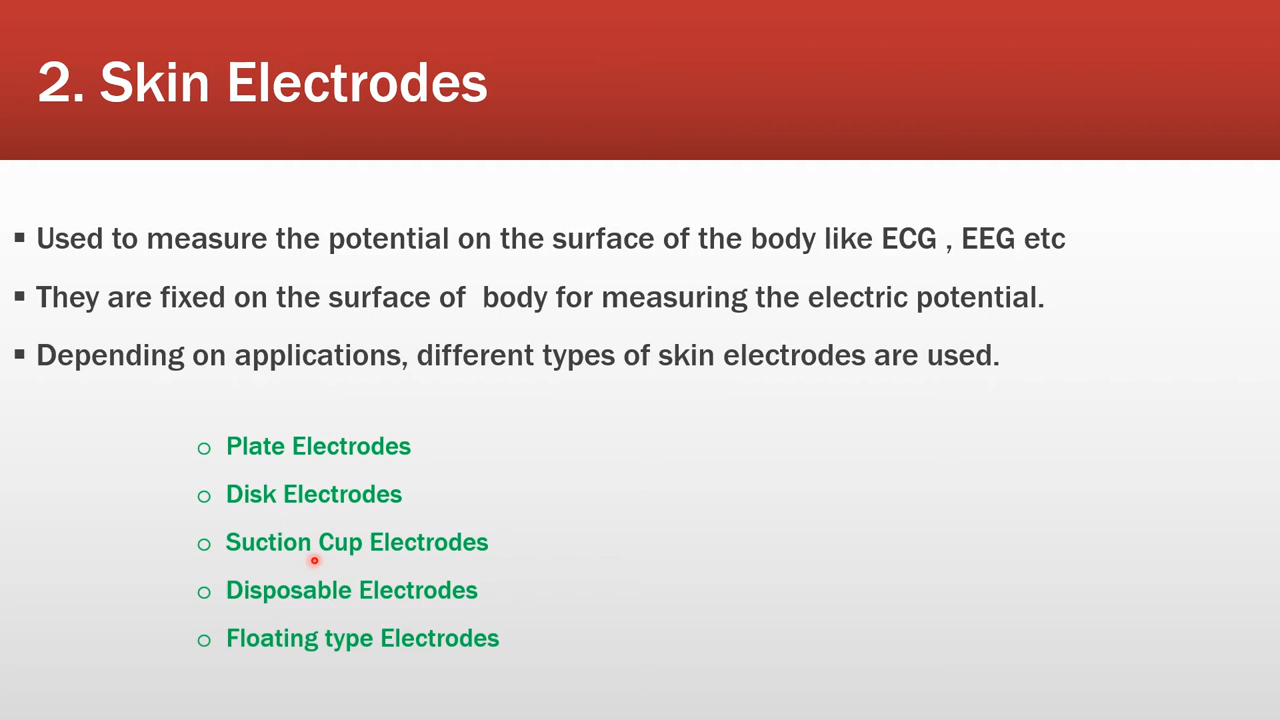 2. Skin Electrodes
▪ Used to measure the potential on the surface of the body like ECG , EEG etc
▪ They are fixed on the surface of  body for measuring the electric potential.
▪ Depending on applications, different types of skin electrodes are used.
o Plate Electrodes
o Disk Electrodes
o Suction Cup Electrodes
o Disposable Electrodes
o Floating type Electrodes